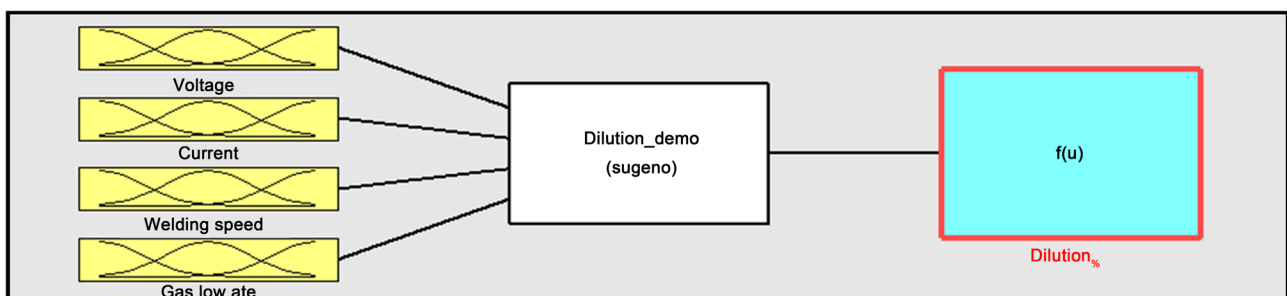 Voltage
Current
Welding speed
Gas low ate
Dilution_demo
(sugeno)
f(u)
Dilution%